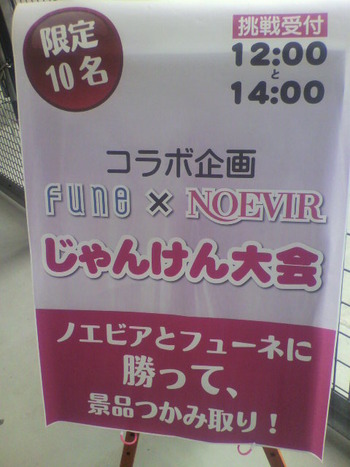 限定
10名
挑戦受付
12:00
と
14:00
コラボ企画
fune × NOEVIR
じゃんけん大会
ノエビアとフューネに
勝って、
景品つかみ取り！